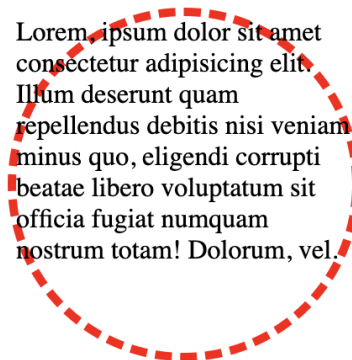 Lorem, ipsum dolor sit amet
consectetur adipisicing elit.
Illum deserunt quam
repellendus debitis nisi veniam
minus quo, eligendi corrupti
beatae libero voluptatum sit
officia fugiat numquam
nostrum totam! Dolorum, vel.